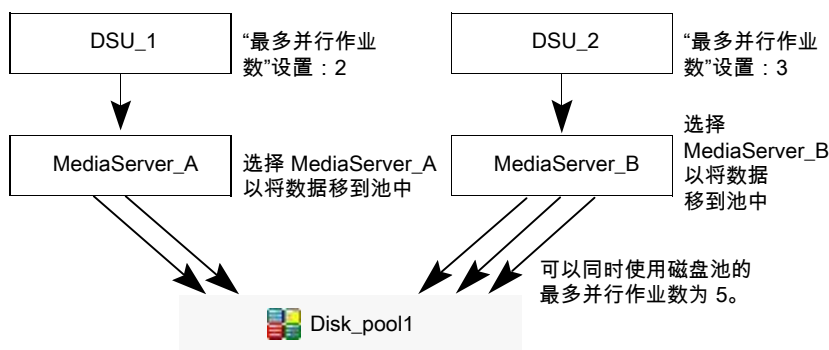 DSU_1
“最多并行作业
数”设置：2
DSU_2
“最多并行作业
数”设置：3
MediaServer_A
选择 MediaServer_A
以将数据移到池中
MediaServer_B
选择
MediaServer_B
以将数据
移到池中
可以同时使用磁盘池的
最多并行作业数为 5。
Disk_pool1